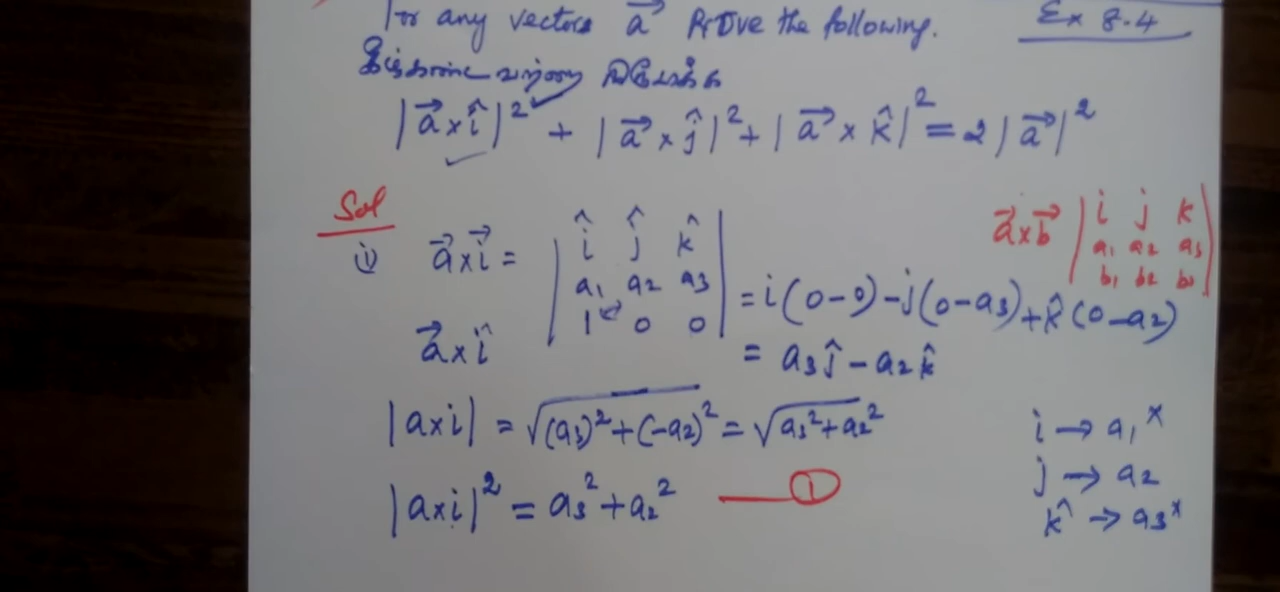 For any vectors a⃗ Prove the following. Ex 8.4
|a⃗×î|² + |a⃗×ĵ|² + |a⃗×k̂|² = 2|a⃗|²
Sol
(i) a⃗×i⃗ = | î ĵ k̂ |
| a₁ a₂ a₃ |
| 1 0 0 |
= i(0-0)-j(0-a₃)+k̂(0-a₂)
a⃗×b⃗ | i j k |
| a₁ a₂ a₃ |
| b₁ b₂ b₃ |
a⃗×î = a₃ĵ - a₂k̂
|a×i| = √(a₃)²+(-a₂)² = √a₃²+a₂²
i → a₁ˣ
j → a₂
|a×i|² = a₃²+a₂² —— ①
k̂ → a₃ˣ